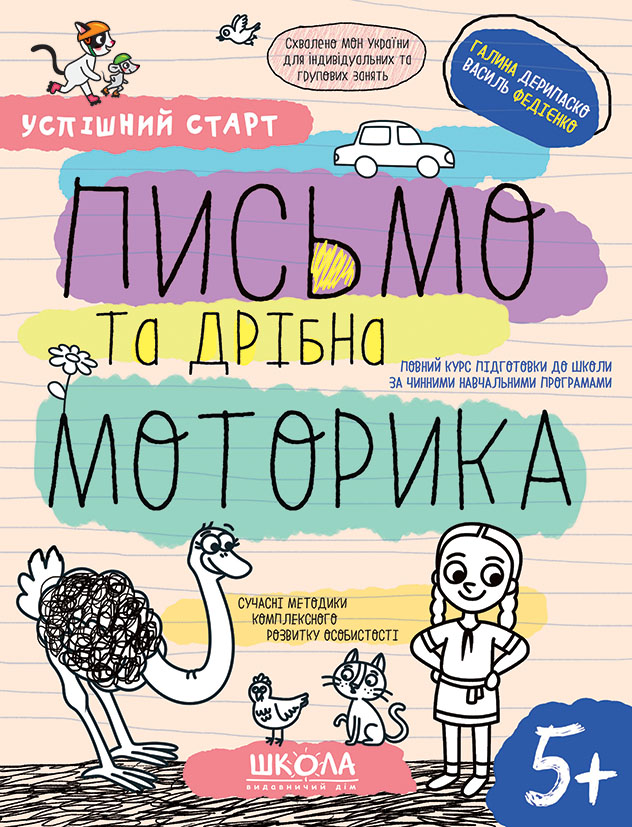 Схвалено МОН України
для індивідуальних та
групових занять
ГАЛИНА ДЕРИПАСКО
ВАСИЛЬ ФЕДІЄНКО
УСПІШНИЙ СТАРТ
ПИСЬМО
ТА ДРІБНА
ПОВНИЙ КУРС ПІДГОТОВКИ ДО ШКОЛИ
ЗА ЧИННИМИ НАВЧАЛЬНИМИ ПРОГРАМАМИ
МОТОРИКА
СУЧАСНІ МЕТОДИКИ
КОМПЛЕКСНОГО
РОЗВИТКУ ОСОБИСТОСТІ
ШКОЛА
видавничий дім
5+